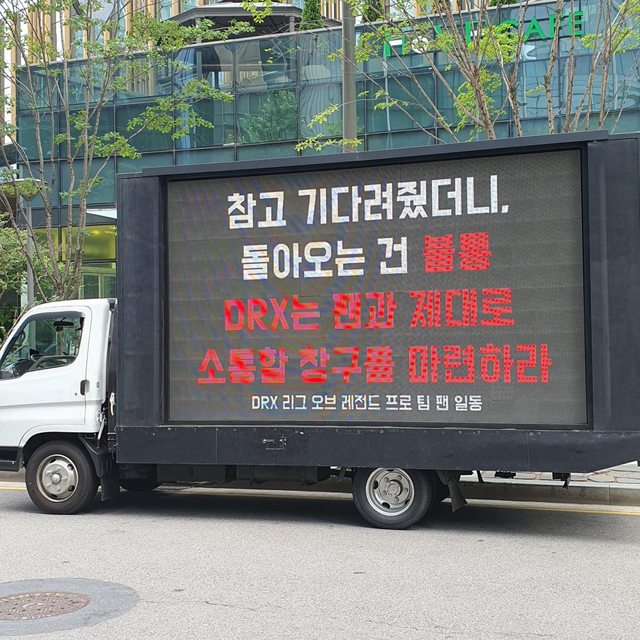 참고 기다려줬더니,
돌아오는 건 불통
DRX는 팬과 제대로
소통할 창구를 마련하라
DRX 리그 오브 레전드 프로 팀 팬 일동
CAFE